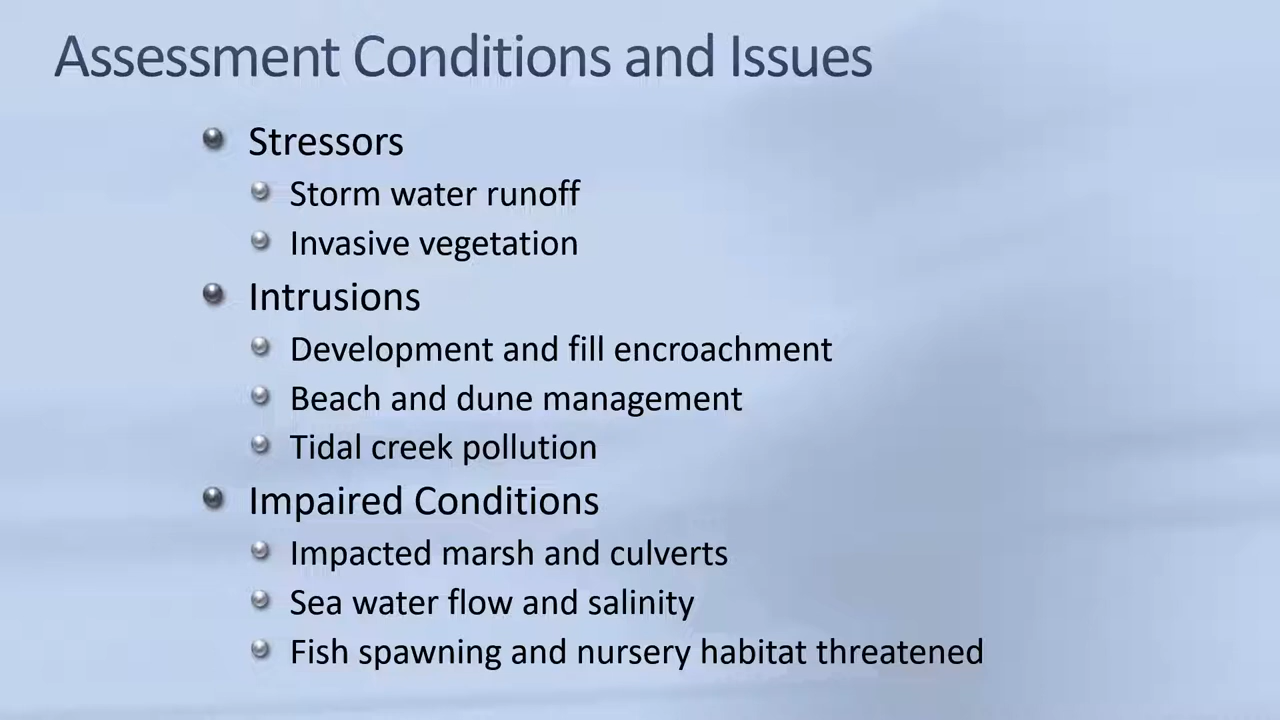 Assessment Conditions and Issues
Stressors
Storm water runoff
Invasive vegetation
Intrusions
Development and fill encroachment
Beach and dune management
Tidal creek pollution
Impaired Conditions
Impacted marsh and culverts
Sea water flow and salinity
Fish spawning and nursery habitat threatened